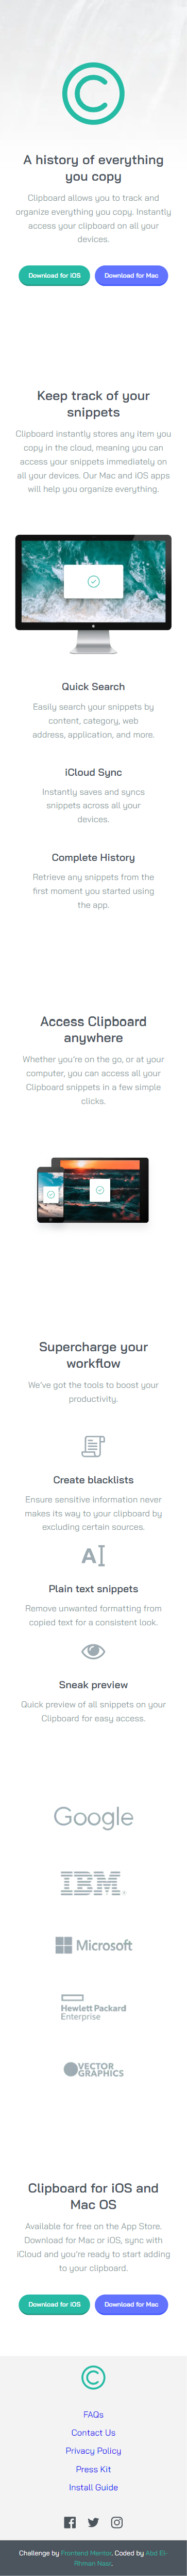 A history of everything
you copy
Clipboard allows you to track and
organize everything you copy. Instantly
access your clipboard on all your
devices.
Download for iOS
Download for Mac
Keep track of your
snippets
Clipboard instantly stores any item you
copy in the cloud, meaning you can
access your snippets immediately on
all your devices. Our Mac and iOS apps
will help you organize everything.
Quick Search
Easily search your snippets by
content, category, web
address, application, and more.
iCloud Sync
Instantly saves and syncs
snippets across all your
devices.
Complete History
Retrieve any snippets from the
first moment you started using
the app.
Access Clipboard
anywhere
Whether you're on the go, or at your
computer, you can access all your
Clipboard snippets in a few simple
clicks.
Supercharge your
workflow
We've got the tools to boost your
productivity.
Create blacklists
Ensure sensitive information never
makes its way to your clipboard by
excluding certain sources.
Plain text snippets
Remove unwanted formatting from
copied text for a consistent look.
Sneak preview
Quick preview of all snippets on your
Clipboard for easy access.
Google
IBM
Microsoft
Hewlett Packard
Enterprise
VECTOR
GRAPHICS
Clipboard for iOS and
Mac OS
Available for free on the App Store.
Download for Mac or iOS, sync with
iCloud and you're ready to start adding
to your clipboard.
Download for iOS
Download for Mac
FAQs
Contact Us
Privacy Policy
Press Kit
Install Guide
Challenge by Frontend Mentor. Coded by Abd El-
Rhman Nasr.